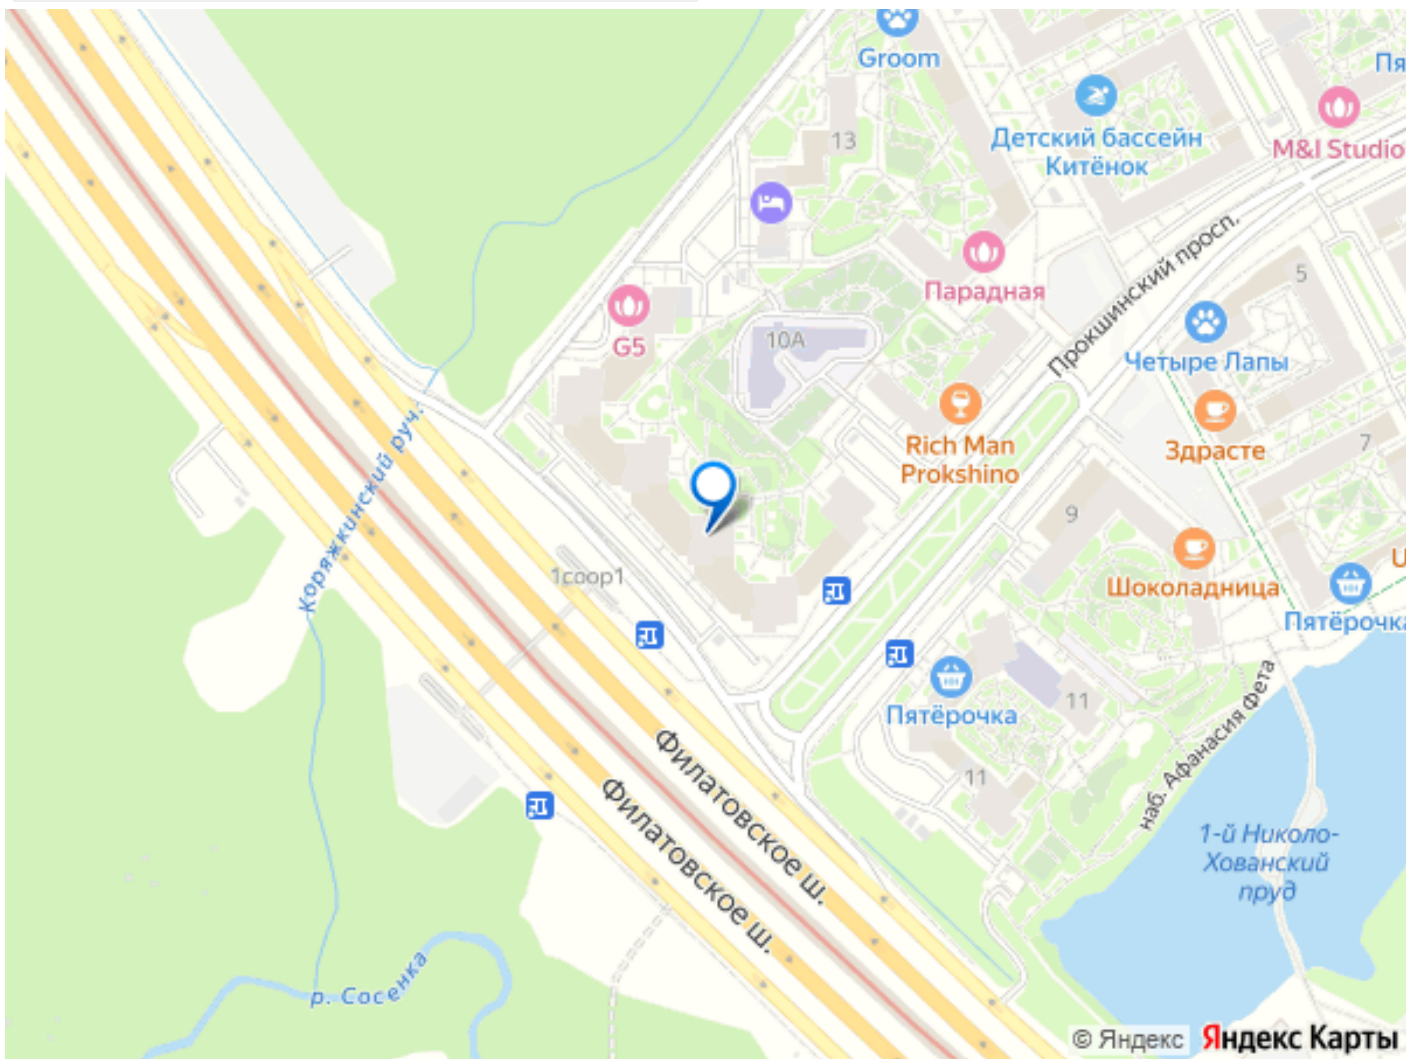 Groom
Пя
Детский бассейн
Китёнок
M&I Studio
13
Прокшинский просп.
Парадная
5
G5
10А
Четыре Лапы
Rich Man
Prokshino
Здрасте
7
Коряжкинский руч.
9
1соор1
Шоколадница
U
Пятёрочка
Пятёрочка
11
11
наб. Афанасия Фета
Филатовское ш.
Филатовское ш.
1-й Николо-
Хованский
пруд
р. Сосенка
© Яндекс Яндекс Карты